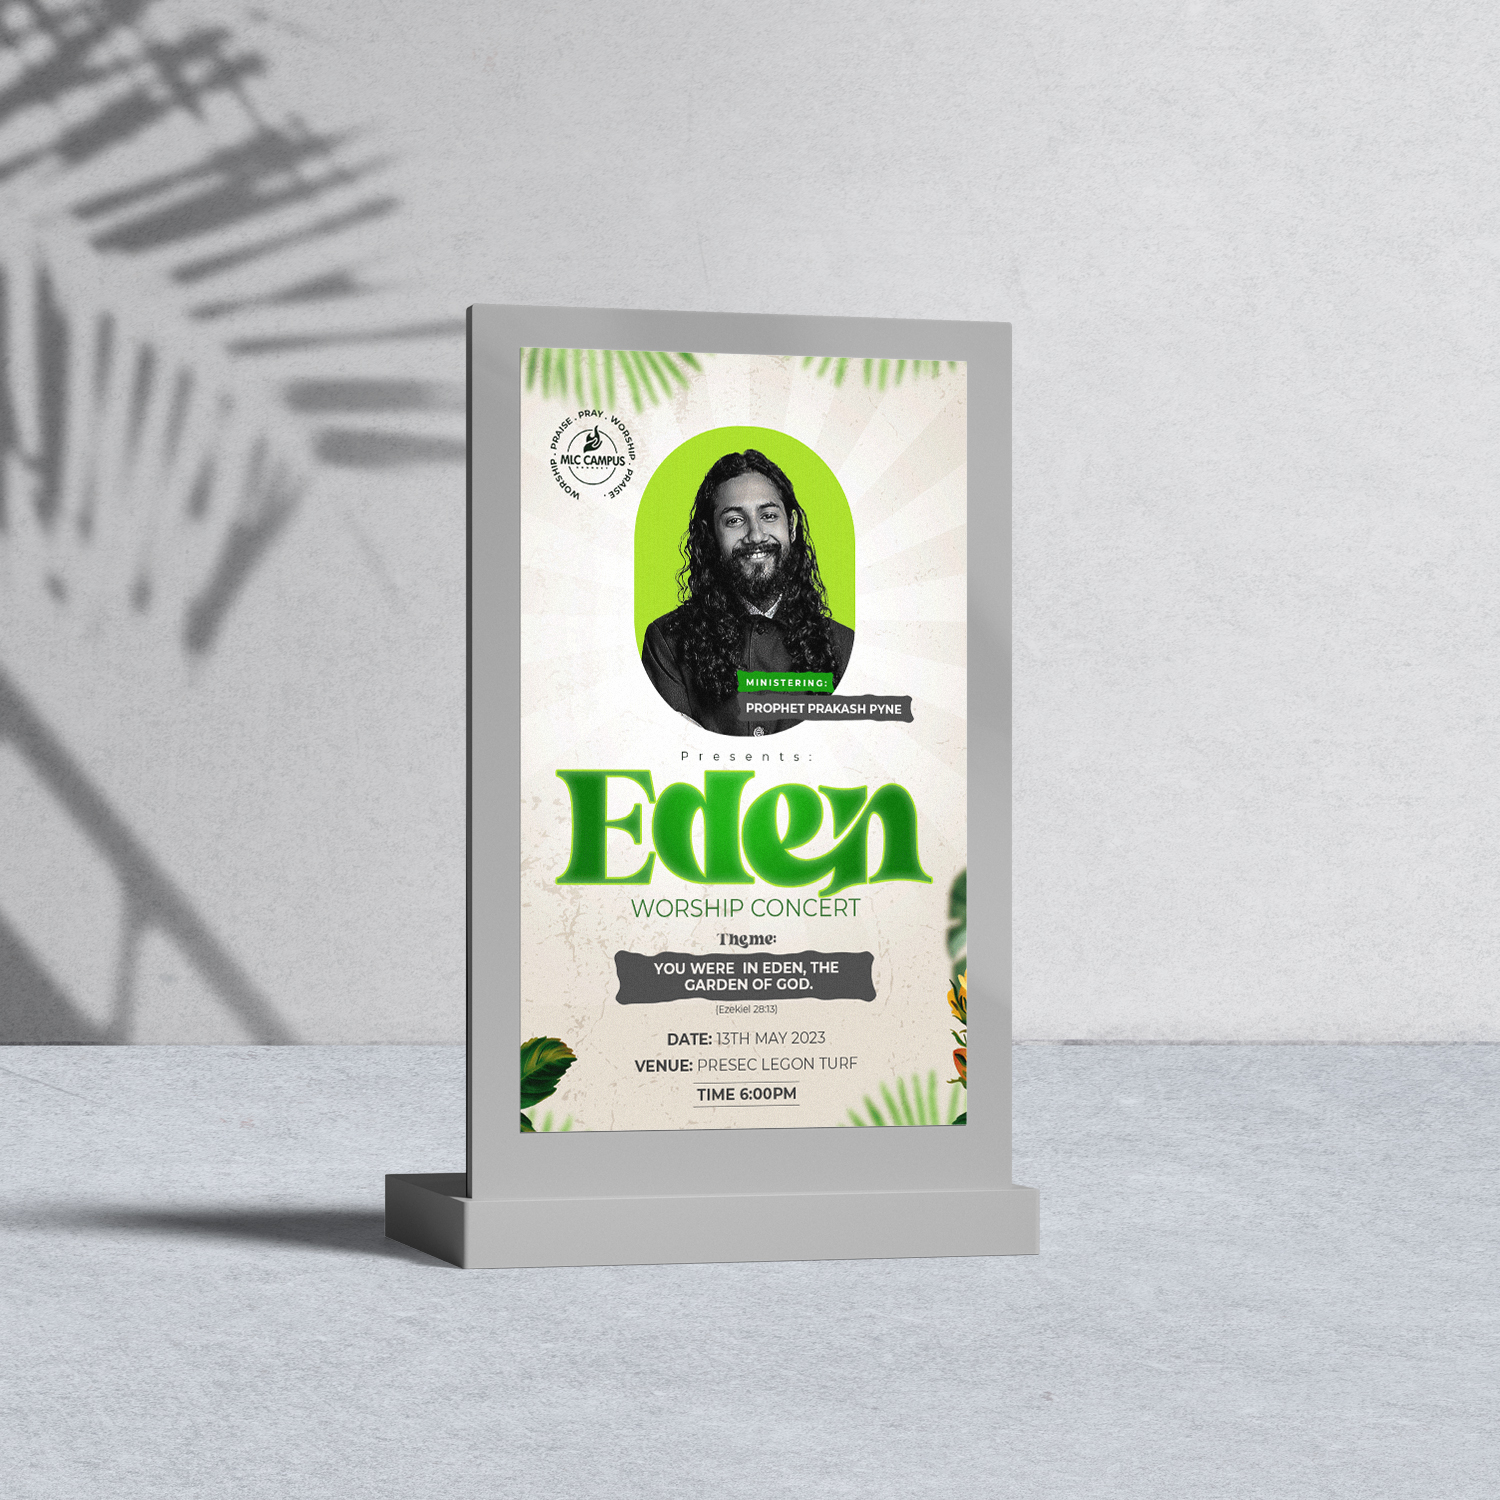 WORSHIP . PRAISE . PRAY . WORSHIP . PRAISE .
MLC CAMPUS
MINISTERING:
PROPHET PRAKASH PYNE
Presents:
Eden
WORSHIP CONCERT
Theme:
YOU WERE IN EDEN, THE
GARDEN OF GOD.
(Ezekiel 28:13)
DATE: 13TH MAY 2023
VENUE: PRESEC LEGON TURF
TIME 6:00PM